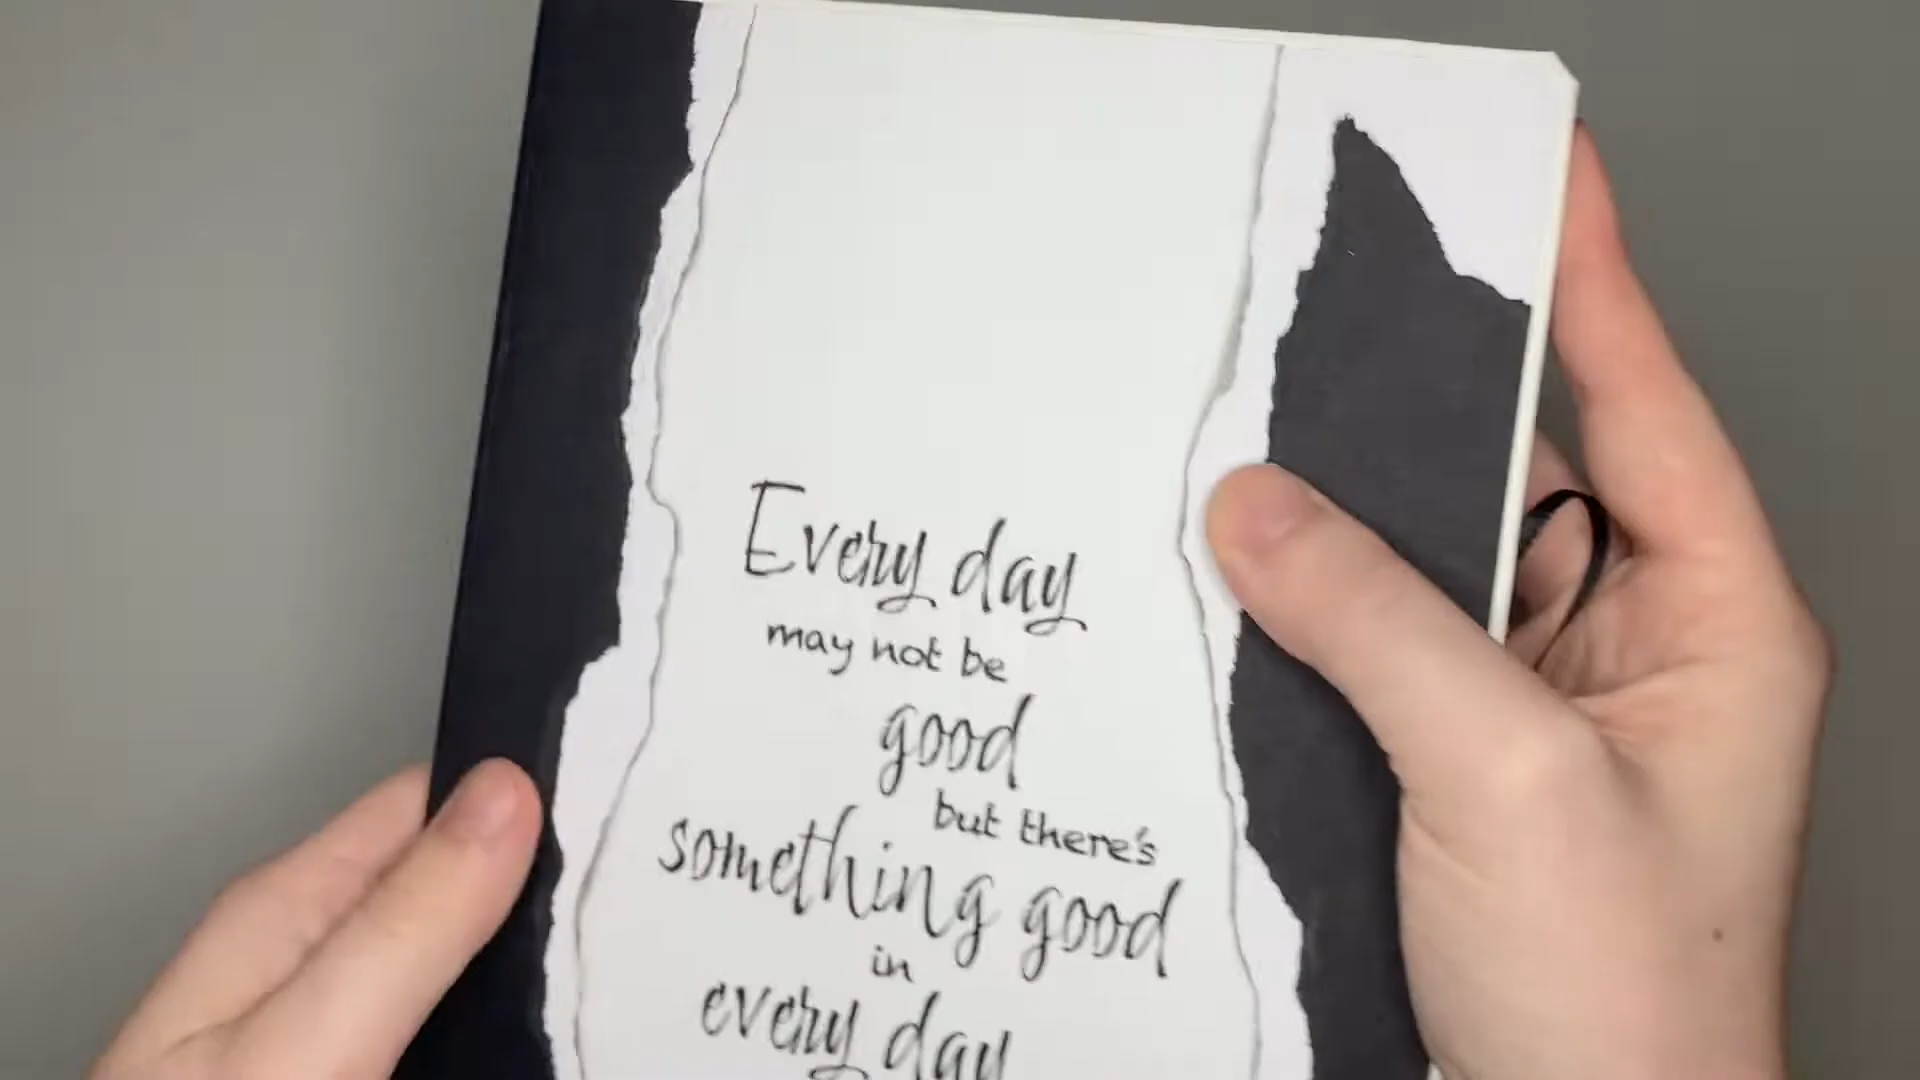 Every day
may not be
good
but there's
something good
in
every day